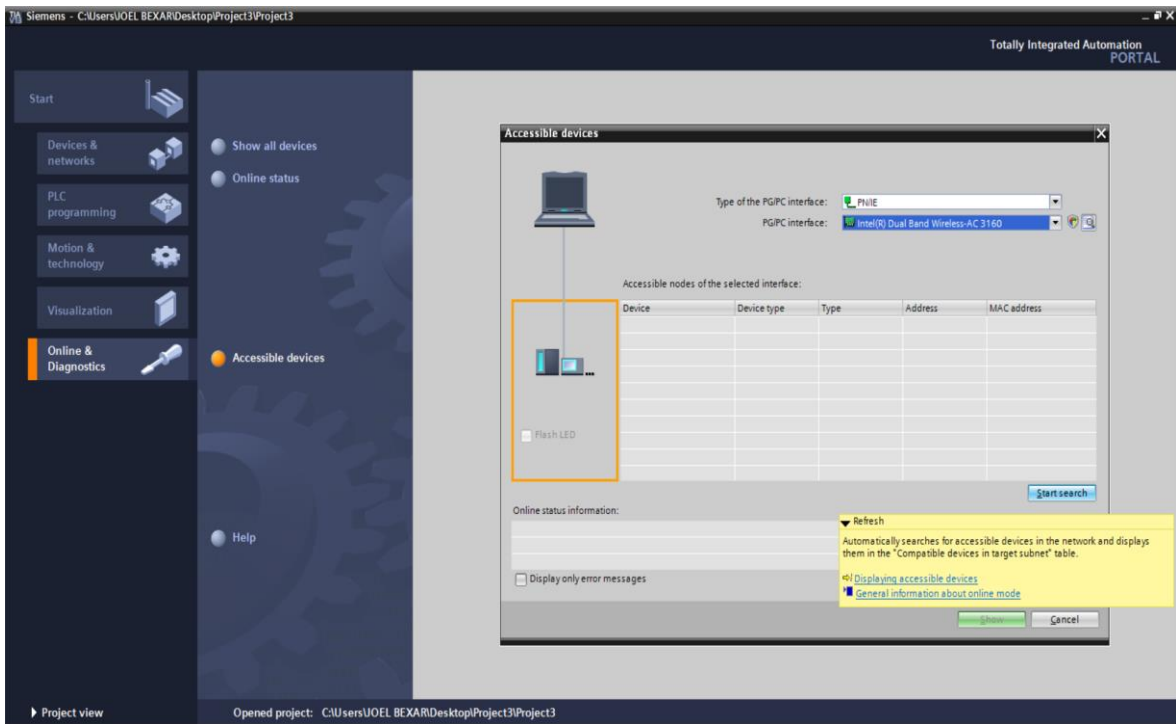 Siemens - C:\Users\JOEL BEXAR\Desktop\Project3\Project3
Totally Integrated Automation
PORTAL
Start
Devices &
networks
PLC
programming
Motion &
technology
Visualization
Online &
Diagnostics
Show all devices
Online status
Accessible devices
Help
Accessible devices
Type of the PG/PC interface: PN/IE
PG/PC interface: Intel(R) Dual Band Wireless-AC 3160
Accessible nodes of the selected interface:
Device Device type Type Address MAC address
Flash LED
Start search
Online status information:
Refresh
Automatically searches for accessible devices in the network and displays
them in the "Compatible devices in target subnet" table.
Displaying accessible devices
General information about online mode
Display only error messages
Show Cancel
Project view
Opened project: C:\Users\JOEL BEXAR\Desktop\Project3\Project3